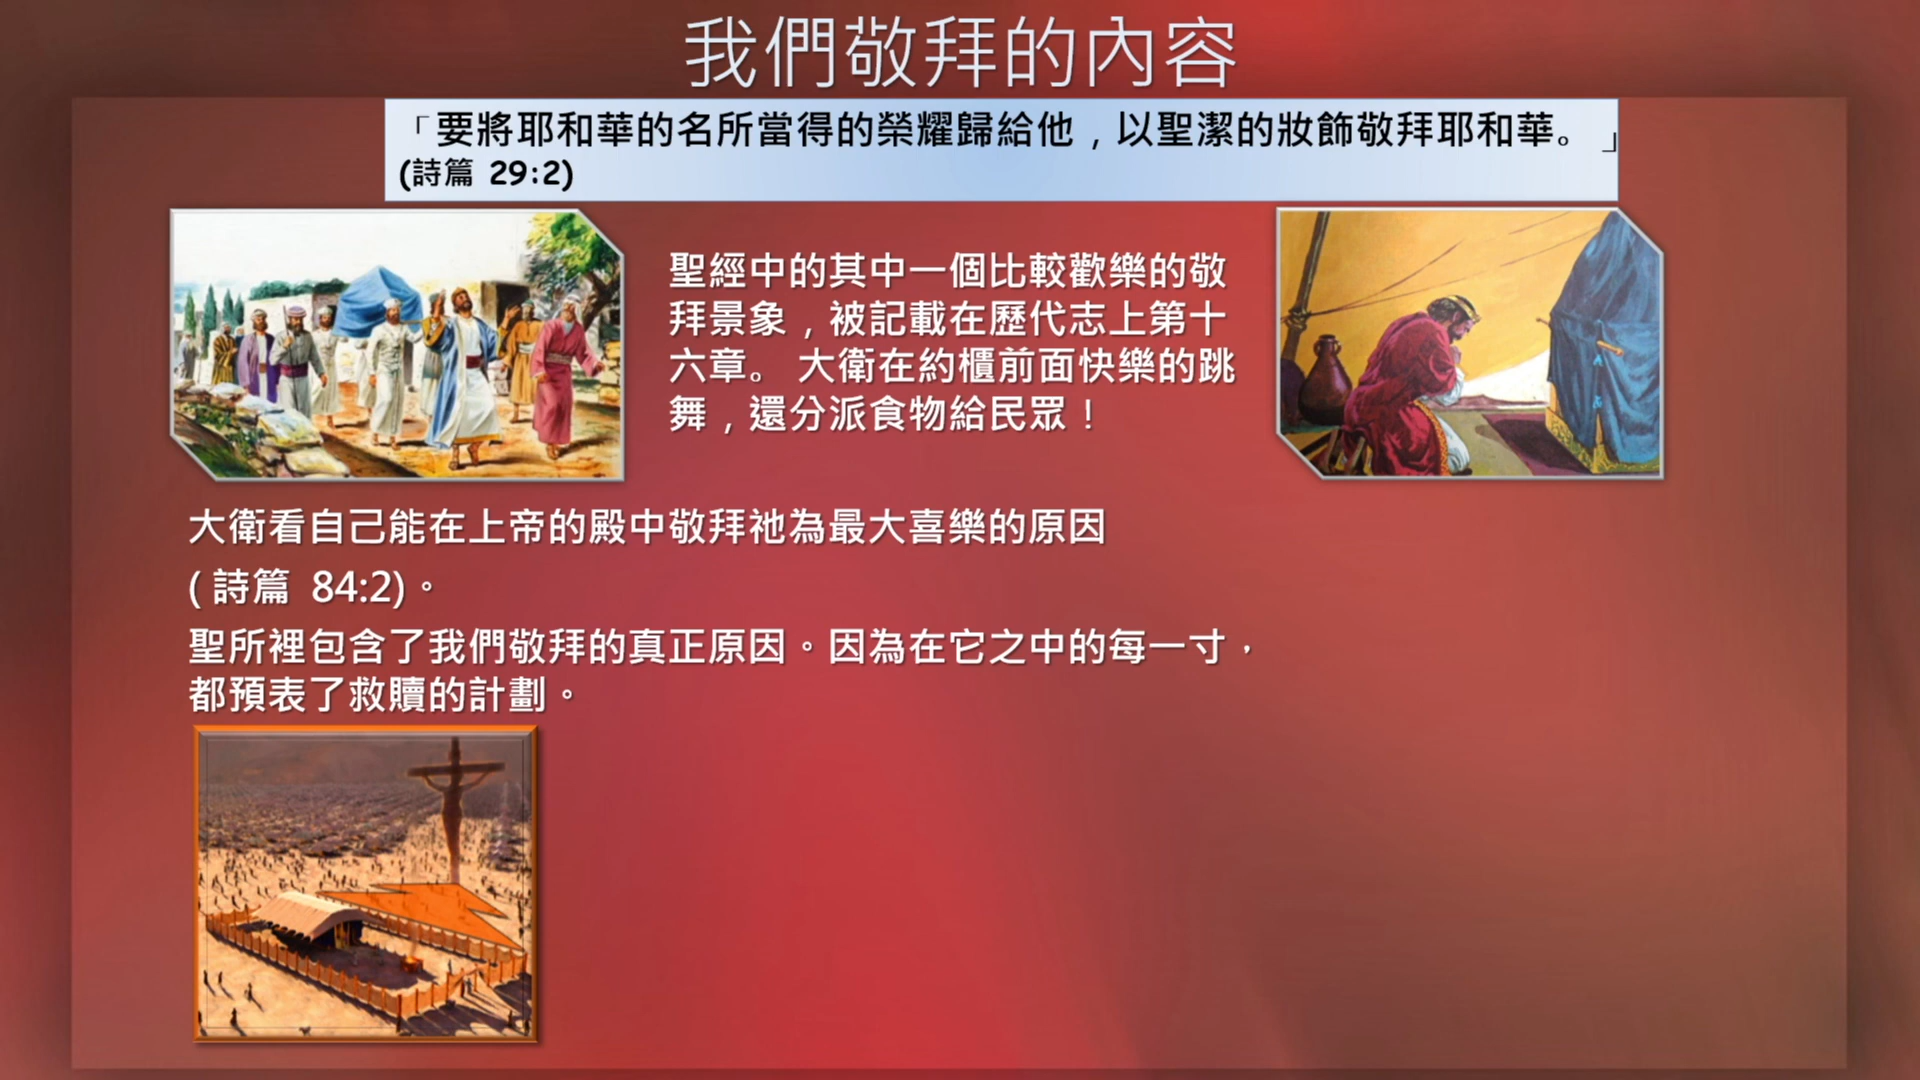 我們敬拜的內容
「要將耶和華的名所當得的榮耀歸給他，以聖潔的妝飾敬拜耶和華。」
(詩篇 29:2)
聖經中的其中一個比較歡樂的敬
拜景象，被記載在歷代志上第十
六章。 大衛在約櫃前面快樂的跳
舞，還分派食物給民眾！
大衛看自己能在上帝的殿中敬拜祂為最大喜樂的原因
( 詩篇 84:2)。
聖所裡包含了我們敬拜的真正原因。因為在它之中的每一寸，
都預表了救贖的計劃。